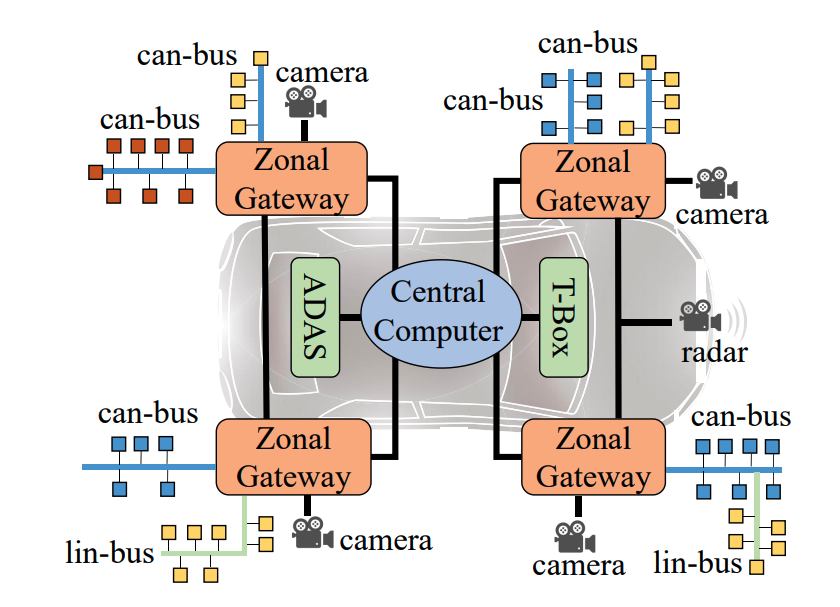 can-bus
can-bus
camera
can-bus
can-bus
Zonal
Gateway
Zonal
Gateway
camera
ADAS
Central
Computer
T-Box
radar
can-bus
can-bus
Zonal
Gateway
Zonal
Gateway
lin-bus
camera
camera
lin-bus